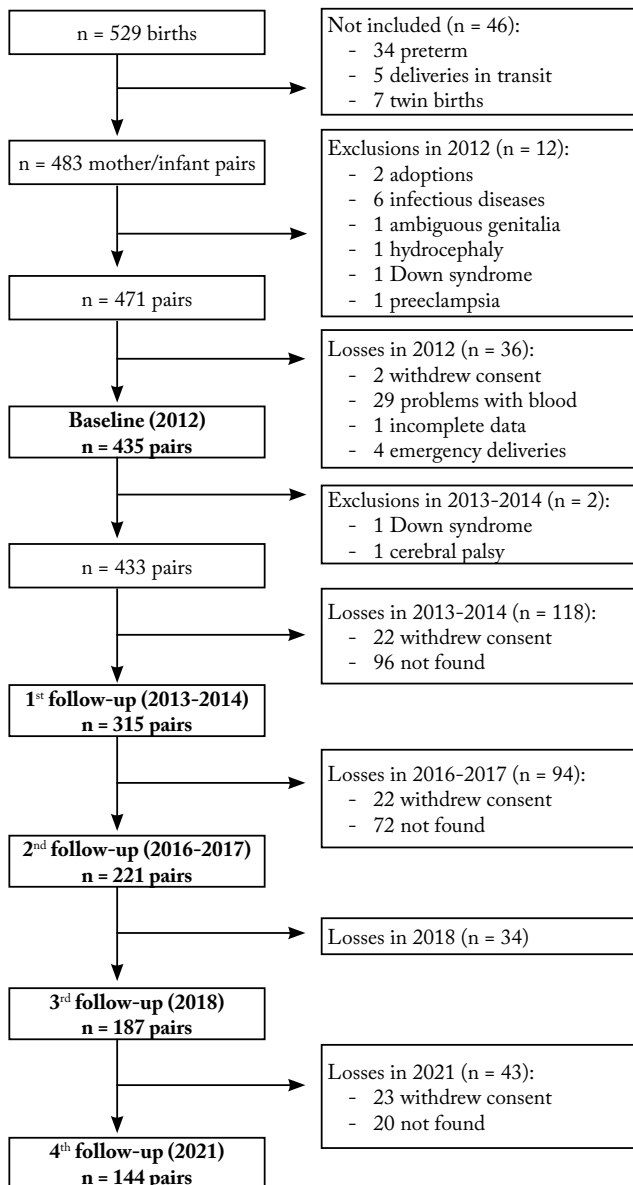 n = 529 births
Not included (n = 46):
- 34 preterm
- 5 deliveries in transit
- 7 twin births
n = 483 mother/infant pairs
Exclusions in 2012 (n = 12):
- 2 adoptions
- 6 infectious diseases
- 1 ambiguous genitalia
- 1 hydrocephaly
- 1 Down syndrome
- 1 preeclampsia
n = 471 pairs
Losses in 2012 (n = 36):
- 2 withdrew consent
- 29 problems with blood
- 1 incomplete data
- 4 emergency deliveries
Baseline (2012)
n = 435 pairs
Exclusions in 2013-2014 (n = 2):
- 1 Down syndrome
- 1 cerebral palsy
n = 433 pairs
Losses in 2013-2014 (n = 118):
- 22 withdrew consent
- 96 not found
1st follow-up (2013-2014)
n = 315 pairs
Losses in 2016-2017 (n = 94):
- 22 withdrew consent
- 72 not found
2nd follow-up (2016-2017)
n = 221 pairs
Losses in 2018 (n = 34)
3rd follow-up (2018)
n = 187 pairs
Losses in 2021 (n = 43):
- 23 withdrew consent
- 20 not found
4th follow-up (2021)
n = 144 pairs